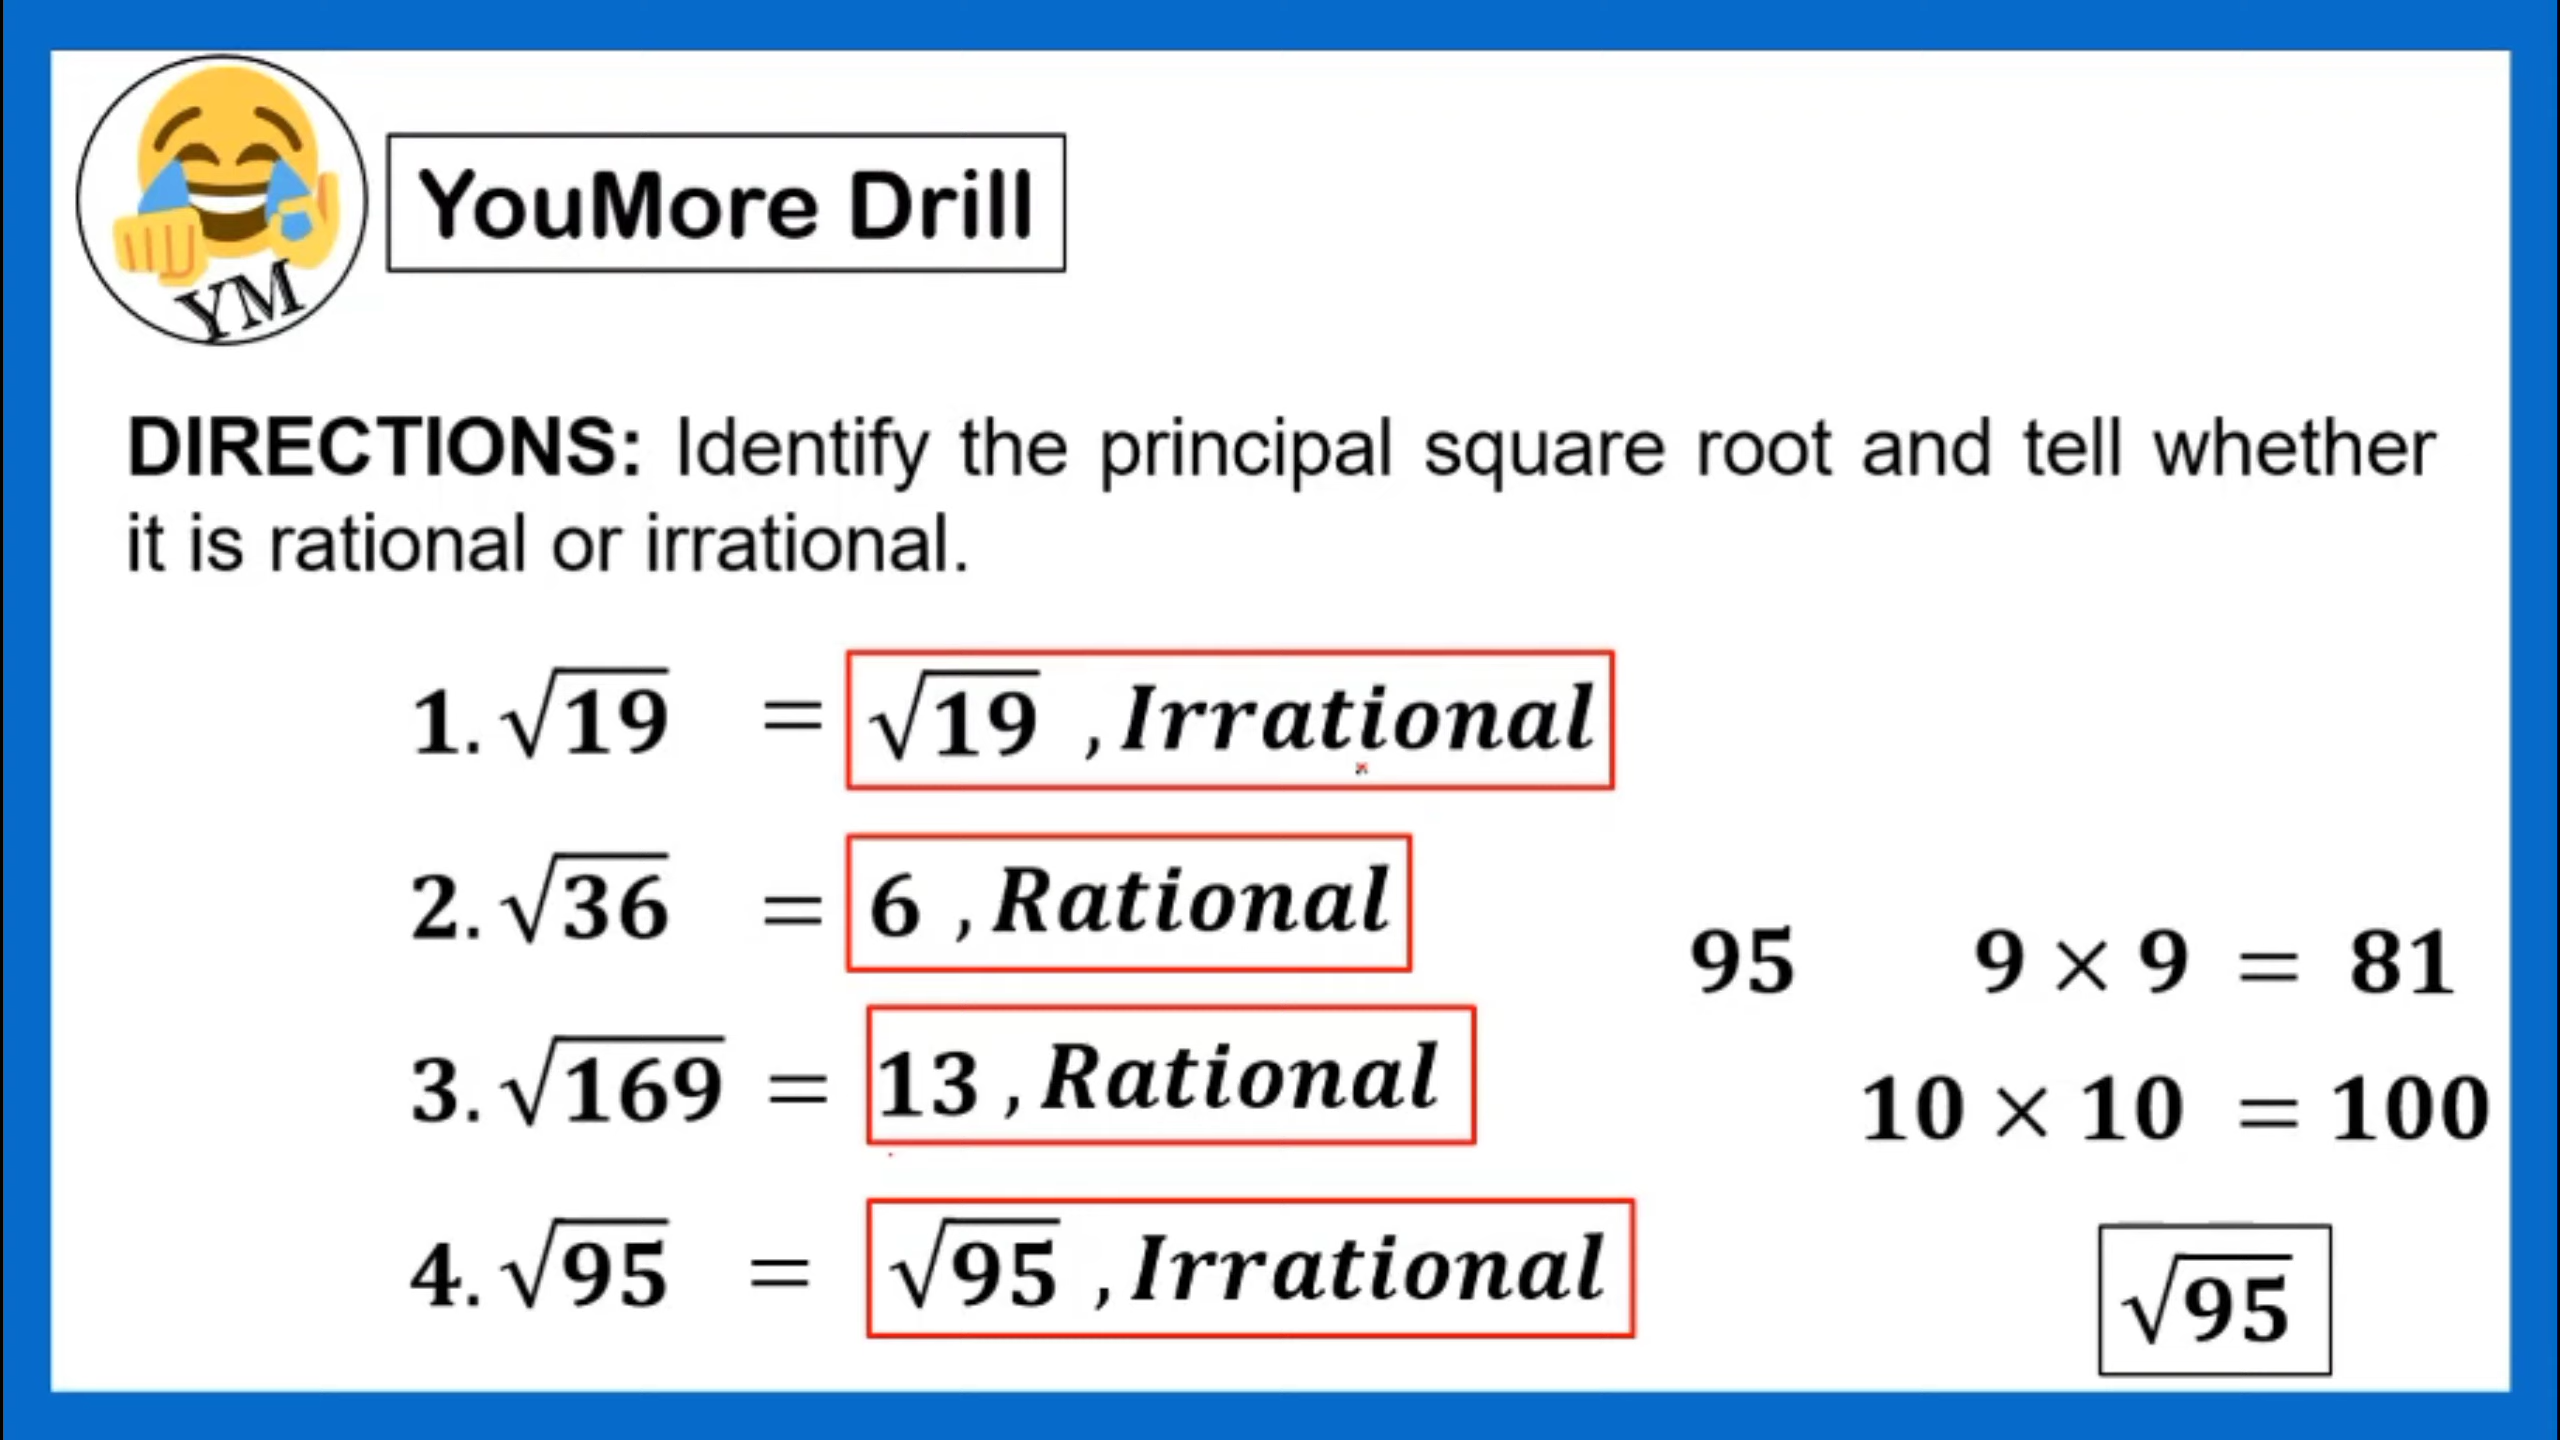 YM
YouMore Drill
DIRECTIONS: Identify the principal square root and tell whether
it is rational or irrational.
1. √19 = √19 , Irrational
2. √36 = 6 , Rational
95 9 × 9 = 81
3. √169 = 13 , Rational
10 × 10 = 100
4. √95 = √95 , Irrational
√95